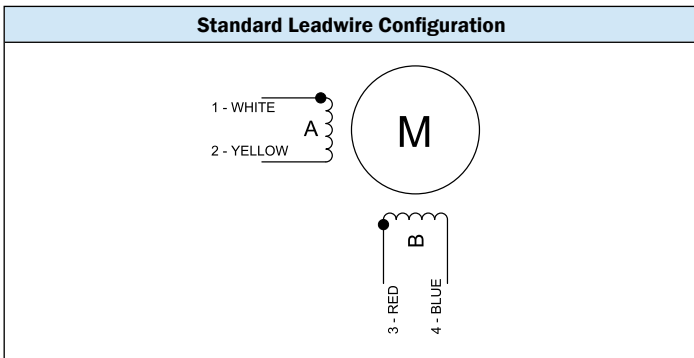 Standard Leadwire Configuration
1 - WHITE
A
2 - YELLOW
M
B
3 - RED
4 - BLUE